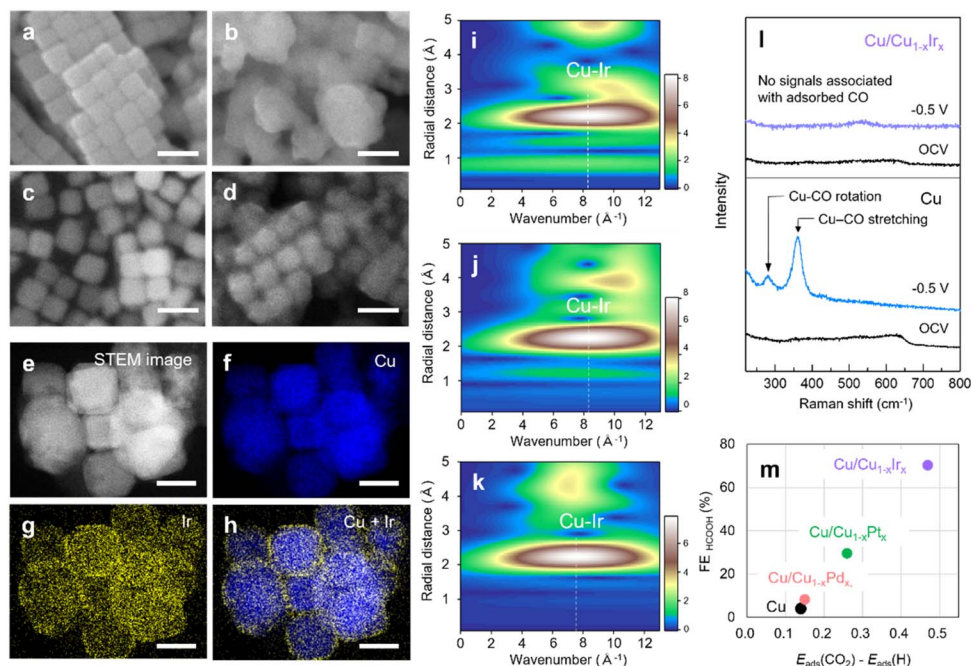 a
b
c
d
e
STEM image
f
Cu
g
Ir
h
Cu + Ir
i
Cu-Ir
Radial distance (Å)
5
4
3
2
1
0 2 4 6 8 10 12
Wavenumber (Å⁻¹)
8
6
4
2
0
j
Cu-Ir
Radial distance (Å)
5
4
3
2
1
0 2 4 6 8 10 12
Wavenumber (Å⁻¹)
8
6
4
2
0
k
Cu-Ir
Radial distance (Å)
5
4
3
2
1
0
0 2 4 6 8 10 12
Wavenumber (Å⁻¹)
6
4
2
0
l
Cu/Cu₁₋ₓIrₓ
No signals associated
with adsorbed CO
-0.5 V
OCV
Cu
Cu-CO rotation
Cu–CO stretching
-0.5 V
OCV
Intensity
300 400 500 600 700 800
Raman shift (cm⁻¹)
m
Cu/Cu₁₋ₓIrₓ
Cu/Cu₁₋ₓPtₓ
Cu/Cu₁₋ₓPdₓ,
Cu
FE HCOOH (%)
80
60
40
20
0
0.0 0.1 0.2 0.3 0.4 0.5
Eads(CO₂) - Eads(H)